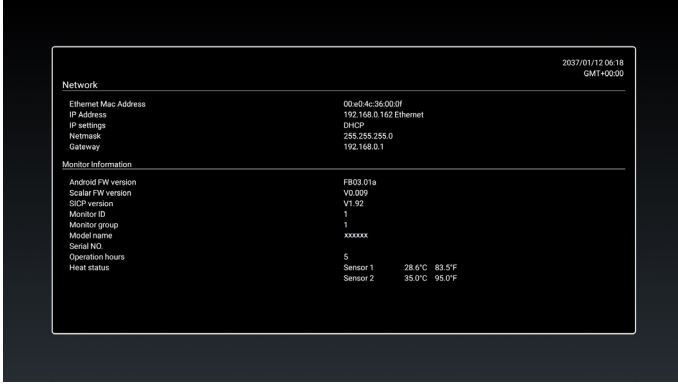 2037/01/12 06:18
GMT+00:00
Network
Ethernet Mac Address 00:e0:4c:36:00:0f
IP Address 192.168.0.162 Ethernet
IP settings DHCP
Netmask 255.255.255.0
Gateway 192.168.0.1
Monitor Information
Android FW version FB03.01a
Scalar FW version V0.009
SICP version V1.92
Monitor ID 1
Monitor group 1
Model name xxxxxx
Serial NO.
Operation hours 5
Heat status Sensor 1 28.6°C 83.5°F
Sensor 2 35.0°C 95.0°F